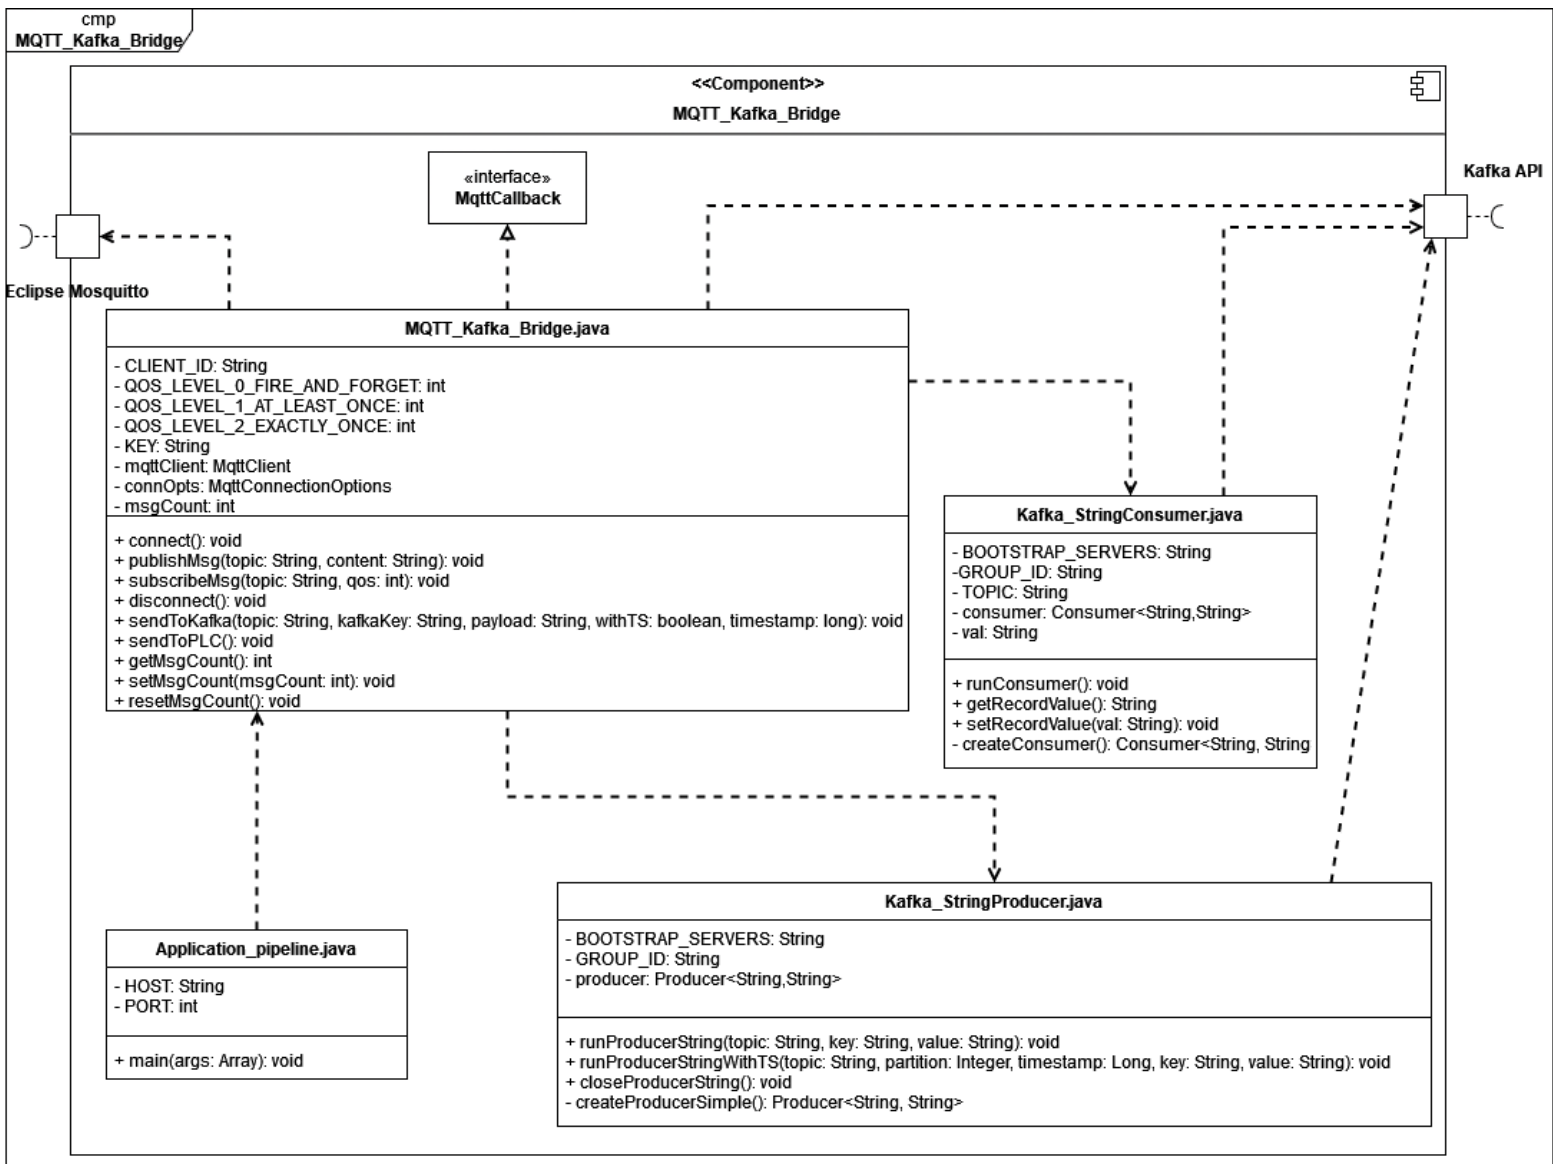 cmp
MQTT_Kafka_Bridge
<<Component>>
MQTT_Kafka_Bridge
Kafka API
«interface»
MqttCallback
Eclipse Mosquitto
MQTT_Kafka_Bridge.java
- CLIENT_ID: String
- QOS_LEVEL_0_FIRE_AND_FORGET: int
- QOS_LEVEL_1_AT_LEAST_ONCE: int
- QOS_LEVEL_2_EXACTLY_ONCE: int
- KEY: String
- mqttClient: MqttClient
- connOpts: MqttConnectionOptions
- msgCount: int
+ connect(): void
+ publishMsg(topic: String, content: String): void
+ subscribeMsg(topic: String, qos: int): void
+ disconnect(): void
+ sendToKafka(topic: String, kafkaKey: String, payload: String, withTS: boolean, timestamp: long): void
+ sendToPLC(): void
+ getMsgCount(): int
+ setMsgCount(msgCount: int): void
+ resetMsgCount(): void
Kafka_StringConsumer.java
- BOOTSTRAP_SERVERS: String
-GROUP_ID: String
- TOPIC: String
- consumer: Consumer<String,String>
- val: String
+ runConsumer(): void
+ getRecordValue(): String
+ setRecordValue(val: String): void
- createConsumer(): Consumer<String, String
Application_pipeline.java
- HOST: String
- PORT: int
+ main(args: Array): void
Kafka_StringProducer.java
- BOOTSTRAP_SERVERS: String
- GROUP_ID: String
- producer: Producer<String,String>
+ runProducerString(topic: String, key: String, value: String): void
+ runProducerStringWithTS(topic: String, partition: Integer, timestamp: Long, key: String, value: String): void
+ closeProducerString(): void
- createProducerSimple(): Producer<String, String>